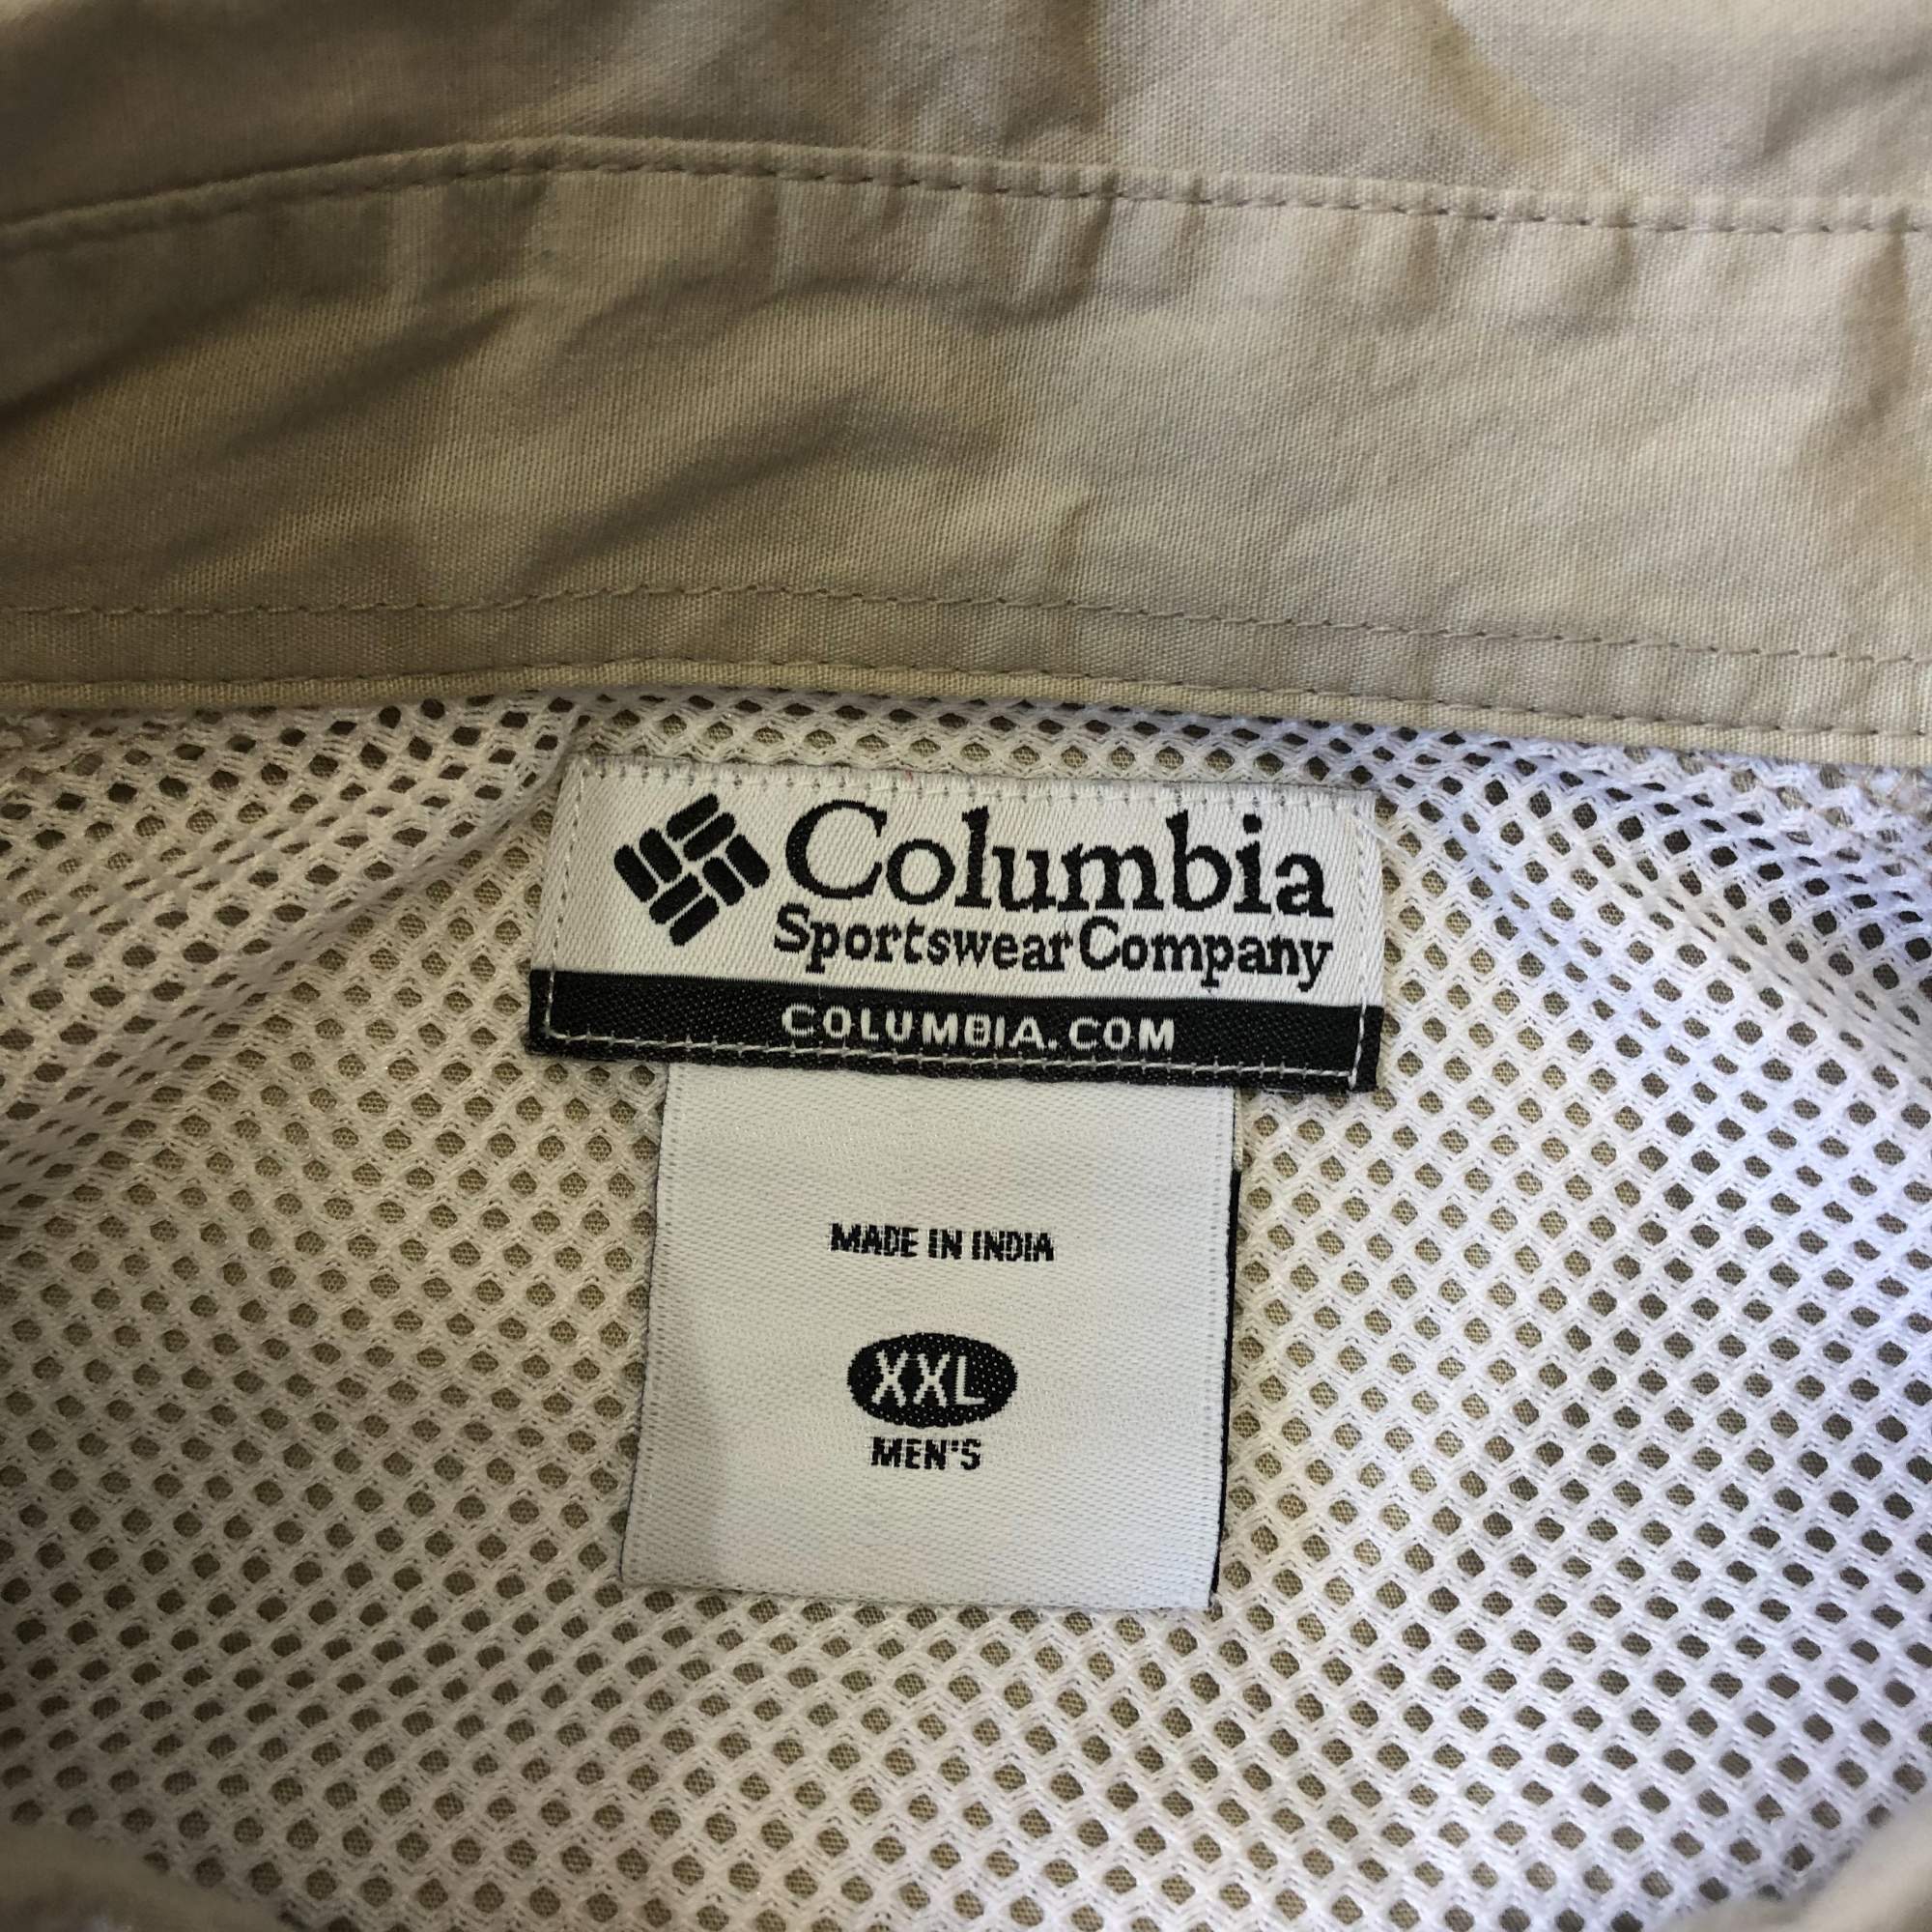 Columbia
Sportswear Company
COLUMBIA.COM
MADE IN INDIA
XXL
MEN'S